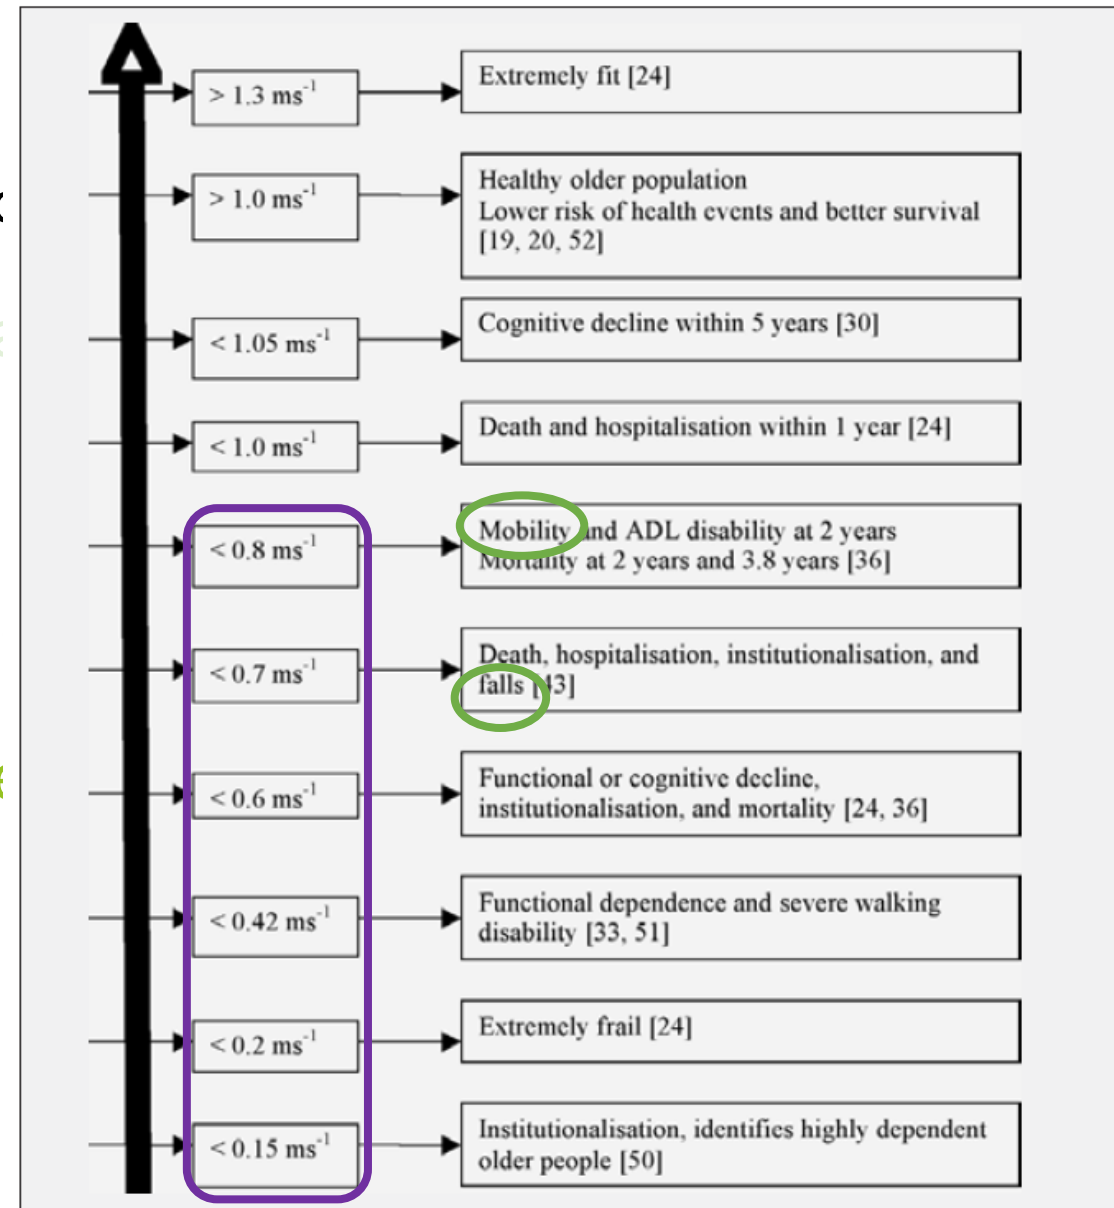 > 1.3 ms⁻¹
Extremely fit [24]
> 1.0 ms⁻¹
Healthy older population
Lower risk of health events and better survival
[19, 20, 52]
< 1.05 ms⁻¹
Cognitive decline within 5 years [30]
< 1.0 ms⁻¹
Death and hospitalisation within 1 year [24]
< 0.8 ms⁻¹
Mobility and ADL disability at 2 years
Mortality at 2 years and 3.8 years [36]
< 0.7 ms⁻¹
Death, hospitalisation, institutionalisation, and
falls [43]
< 0.6 ms⁻¹
Functional or cognitive decline,
institutionalisation, and mortality [24, 36]
< 0.42 ms⁻¹
Functional dependence and severe walking
disability [33, 51]
< 0.2 ms⁻¹
Extremely frail [24]
< 0.15 ms⁻¹
Institutionalisation, identifies highly dependent
older people [50]